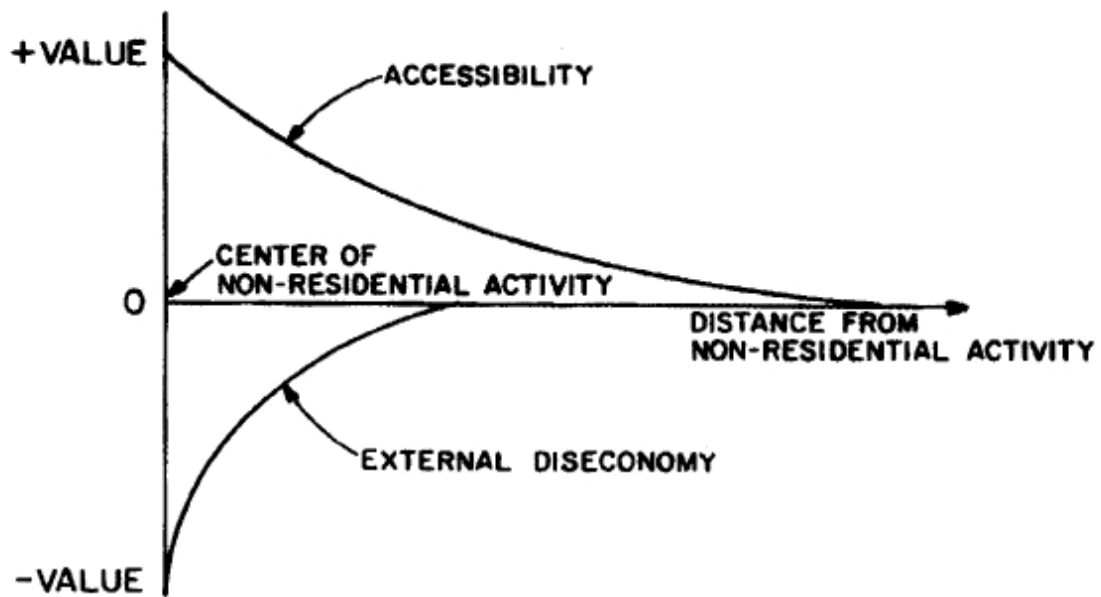 +VALUE
ACCESSIBILITY
CENTER OF
NON-RESIDENTIAL ACTIVITY
0
DISTANCE FROM
NON-RESIDENTIAL ACTIVITY
EXTERNAL DISECONOMY
-VALUE